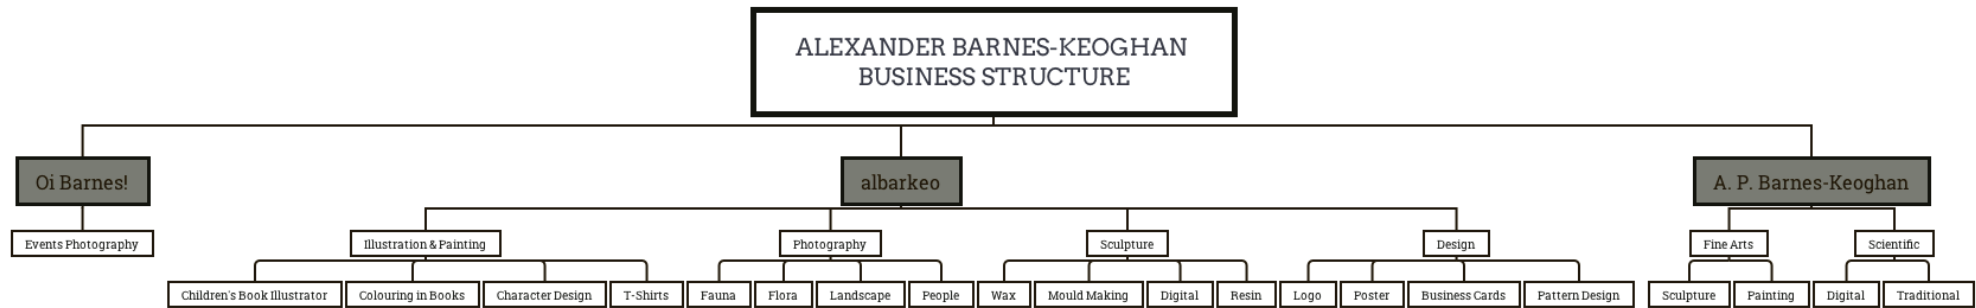 ALEXANDER BARNES-KEOGHAN
BUSINESS STRUCTURE
Oi Barnes!
albarkeo
A. P. Barnes-Keoghan
Events Photography
Illustration & Painting
Photography
Sculpture
Design
Fine Arts
Scientific
Children's Book Illustrator
Colouring in Books
Character Design
T-Shirts
Fauna
Flora
Landscape
People
Wax
Mould Making
Digital
Resin
Logo
Poster
Business Cards
Pattern Design
Sculpture
Painting
Digital
Traditional